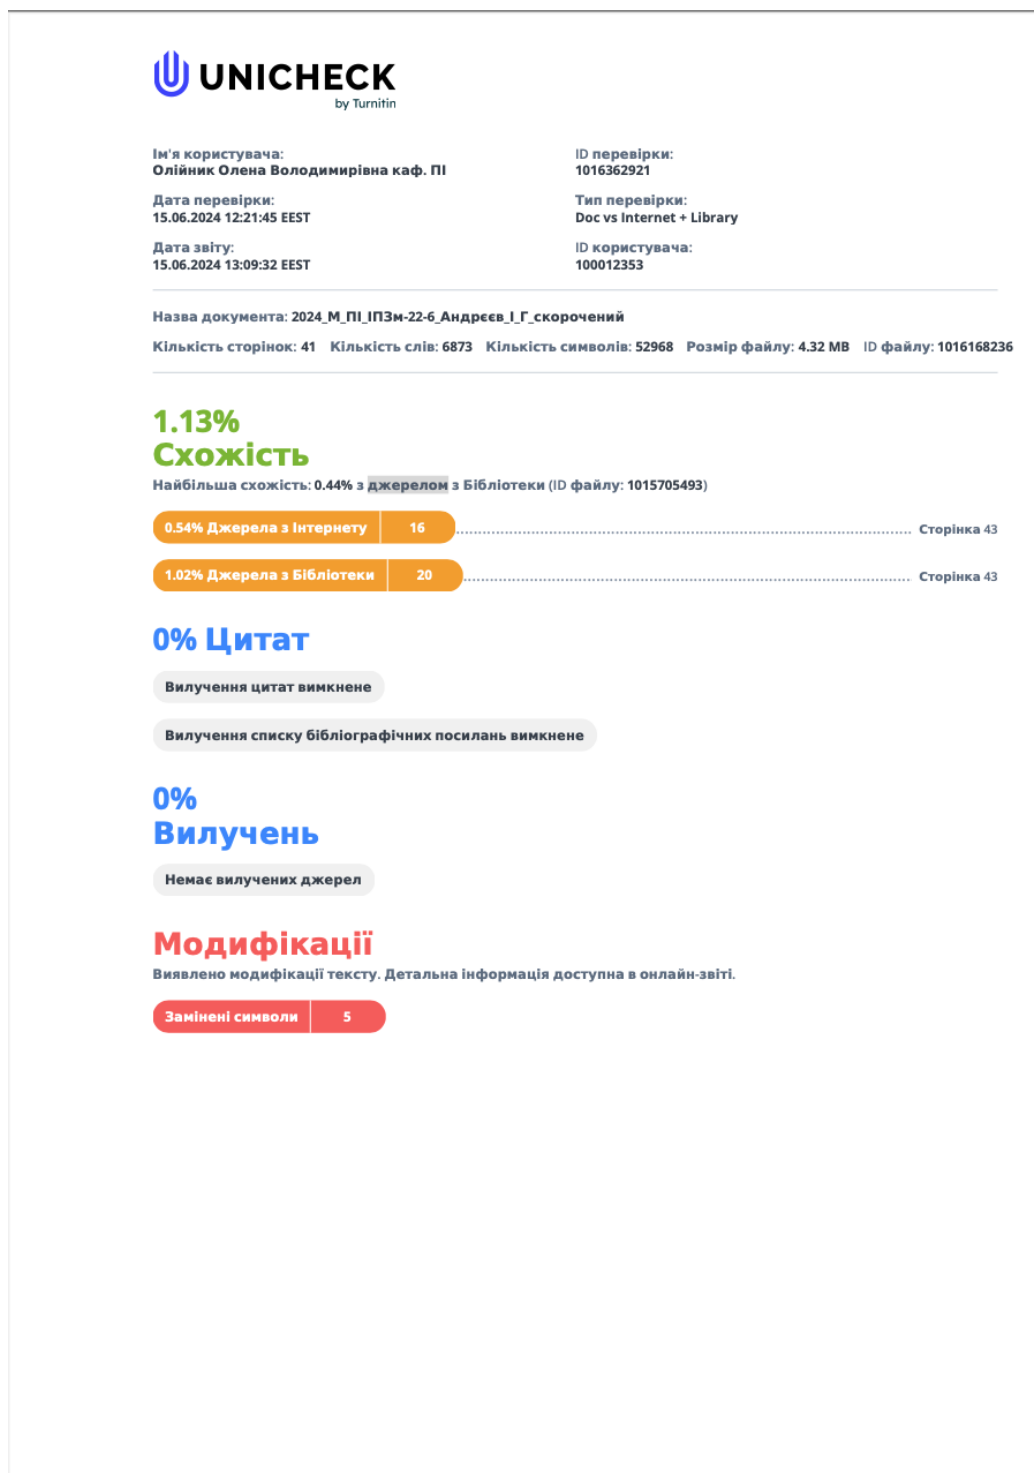 UNICHECK
by Turnitin
Ім'я користувача:
Олійник Олена Володимирівна каф. ПІ
ID перевірки:
1016362921
Дата перевірки:
15.06.2024 12:21:45 EEST
Тип перевірки:
Doc vs Internet + Library
Дата звіту:
15.06.2024 13:09:32 EEST
ID користувача:
100012353
Назва документа: 2024_М_ПІ_ІПЗм-22-6_Андрєєв_І_Г_скорочений
Кількість сторінок: 41 Кількість слів: 6873 Кількість символів: 52968 Розмір файлу: 4.32 MB ID файлу: 1016168236
1.13%
Схожість
Найбільша схожість: 0.44% з джерелом з Бібліотеки (ID файлу: 1015705493)
0.54% Джерела з Інтернету 16 Сторінка 43
1.02% Джерела з Бібліотеки 20 Сторінка 43
0% Цитат
Вилучення цитат вимкнене
Вилучення списку бібліографічних посилань вимкнене
0%
Вилучень
Немає вилучених джерел
Модифікації
Виявлено модифікації тексту. Детальна інформація доступна в онлайн-звіті.
Замінені символи 5